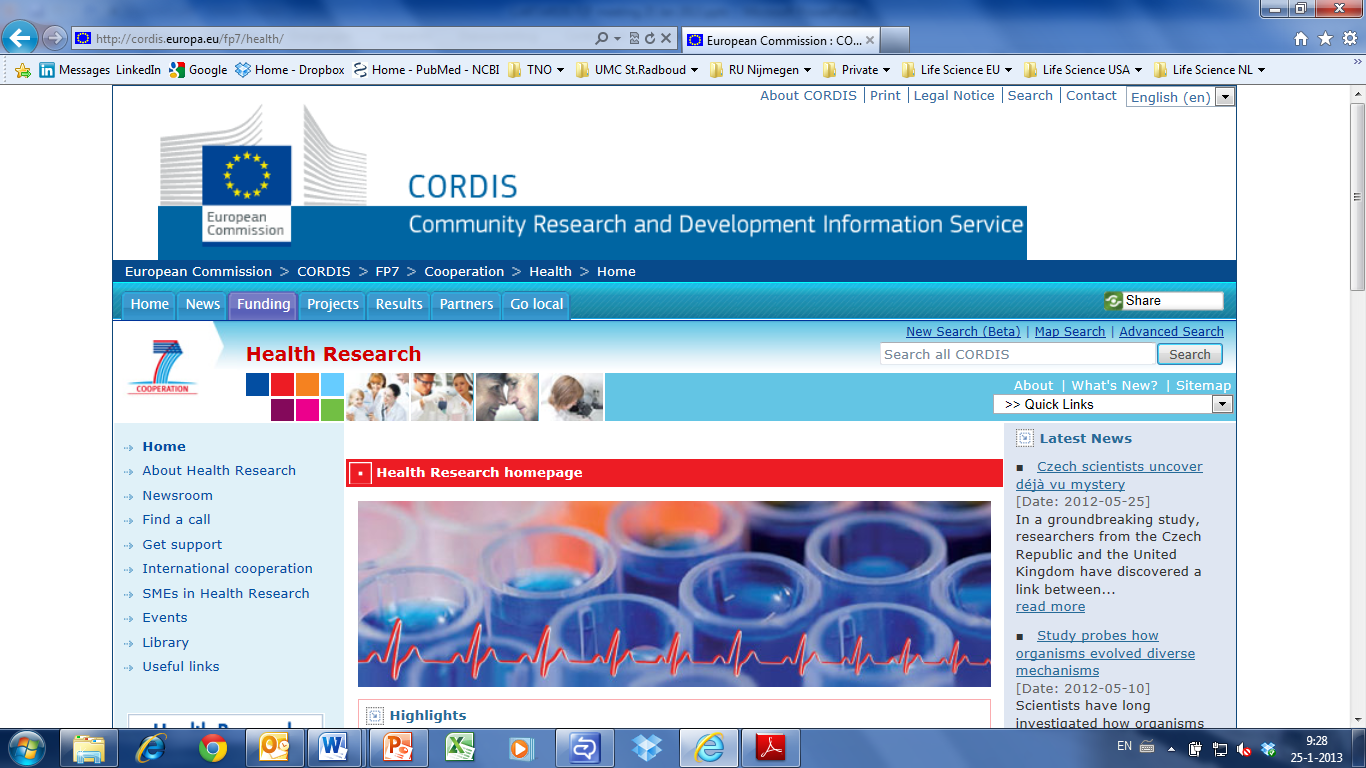 http://cordis.europa.eu/fp7/health/
European Commission : CO...
Messages LinkedIn Google Home - Dropbox Home - PubMed - NCBI TNO UMC St.Radboud RU Nijmegen Private Life Science EU Life Science USA Life Science NL
About CORDIS | Print | Legal Notice | Search | Contact English (en)
CORDIS
Community Research and Development Information Service
European
Commission
European Commission > CORDIS > FP7 > Cooperation > Health > Home
Home News Funding Projects Results Partners Go local
Share
New Search (Beta) | Map Search | Advanced Search
Health Research
Search all CORDIS Search
7
COOPERATION
About | What's New? | Sitemap
>> Quick Links
Home
About Health Research
Newsroom
Find a call
Get support
International cooperation
SMEs in Health Research
Events
Library
Useful links
Health Research homepage
Highlights
Latest News
Czech scientists uncover
déjà vu mystery
[Date: 2012-05-25]
In a groundbreaking study,
researchers from the Czech
Republic and the United
Kingdom have discovered a
link between...
read more
Study probes how
organisms evolved diverse
mechanisms
[Date: 2012-05-10]
Scientists have long
investigated how organisms
EN
9:28
25-1-2013